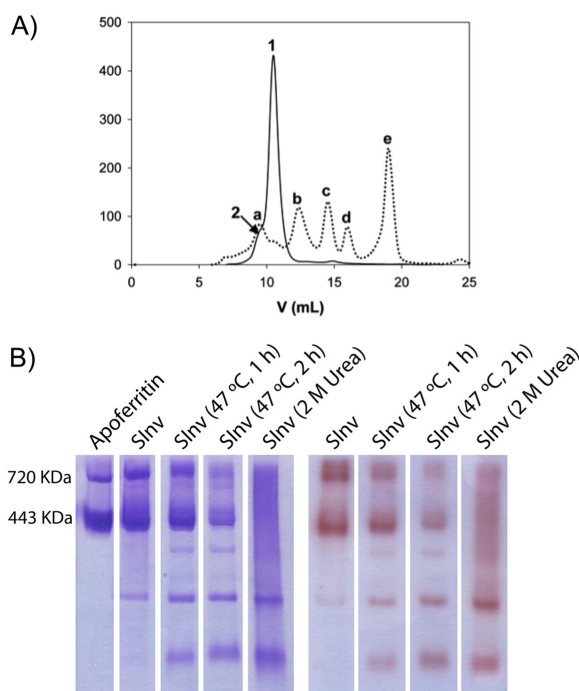 A)
500
400
300
200
100
0
1
2
a
b
c
d
e
0 5 10 15 20 25
V (mL)
B)
Apoferritin
SInv
SInv (47 ºC, 1 h)
SInv (47 ºC, 2 h)
SInv (2 M Urea)
SInv
SInv (47 ºC, 1 h)
SInv (47 ºC, 2 h)
SInv (2 M Urea)
720 KDa
443 KDa